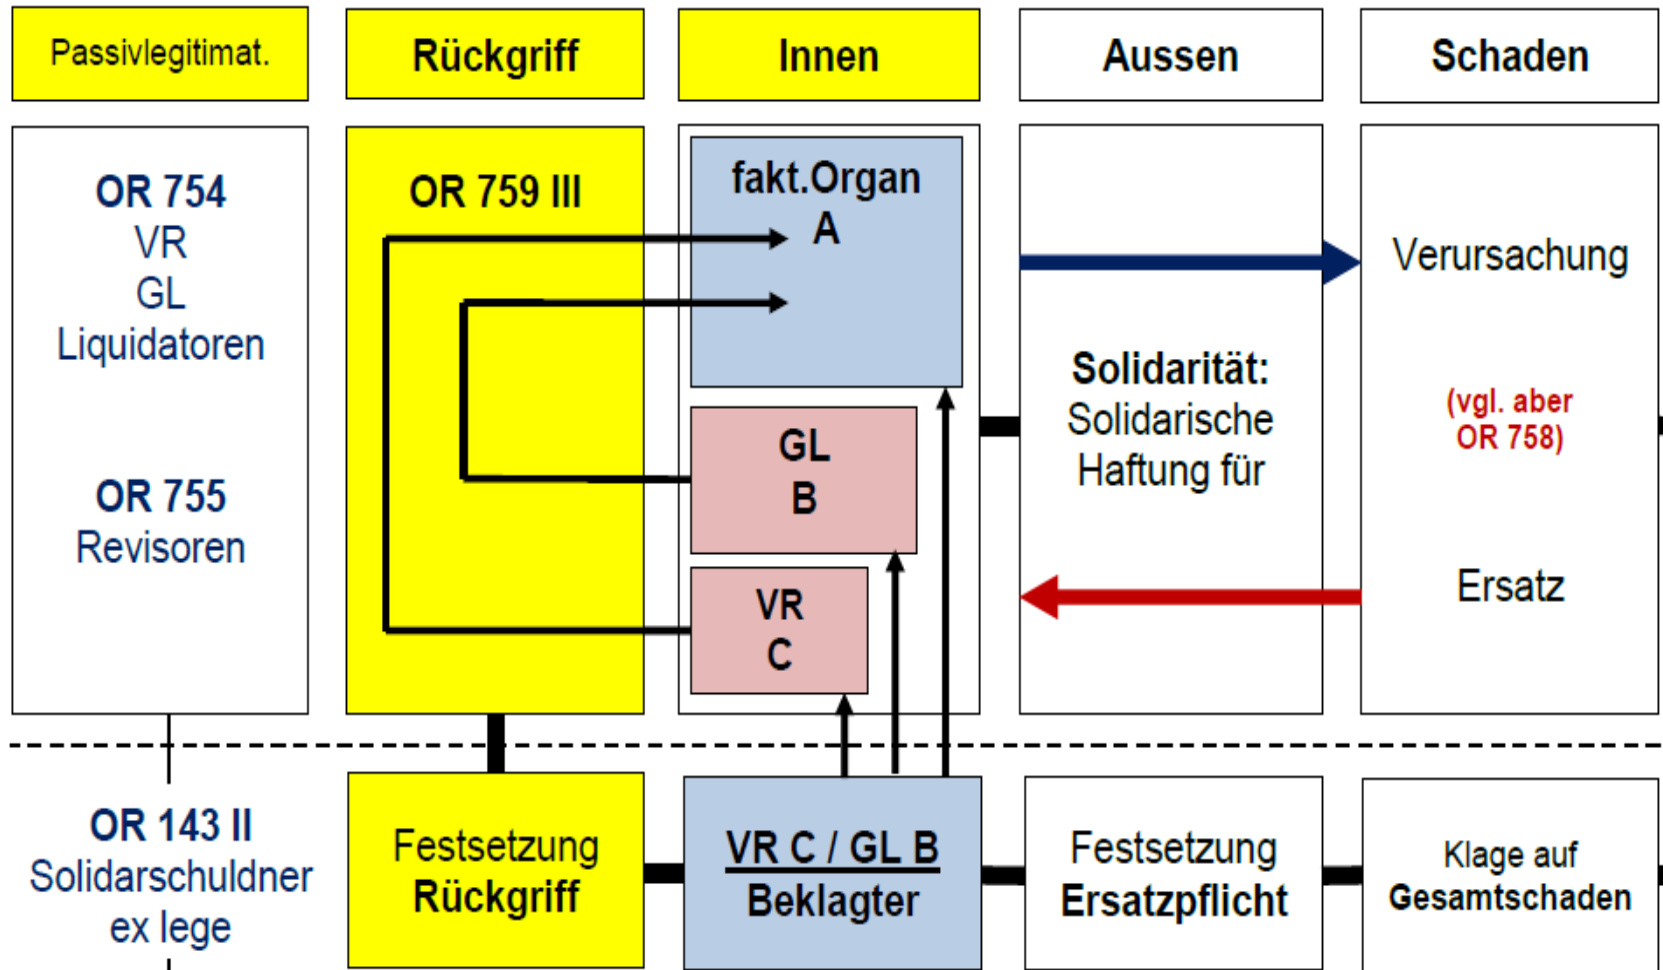 Passivlegitimat.
Rückgriff
Innen
Aussen
Schaden
OR 754
VR
GL
Liquidatoren
OR 755
Revisoren
OR 759 III
fakt.Organ
A
GL
B
VR
C
Solidarität:
Solidarische
Haftung für
Verursachung
(vgl. aber
OR 758)
Ersatz
OR 143 II
Solidarschuldner
ex lege
Festsetzung
Rückgriff
VR C / GL B
Beklagter
Festsetzung
Ersatzpflicht
Klage auf
Gesamtschaden